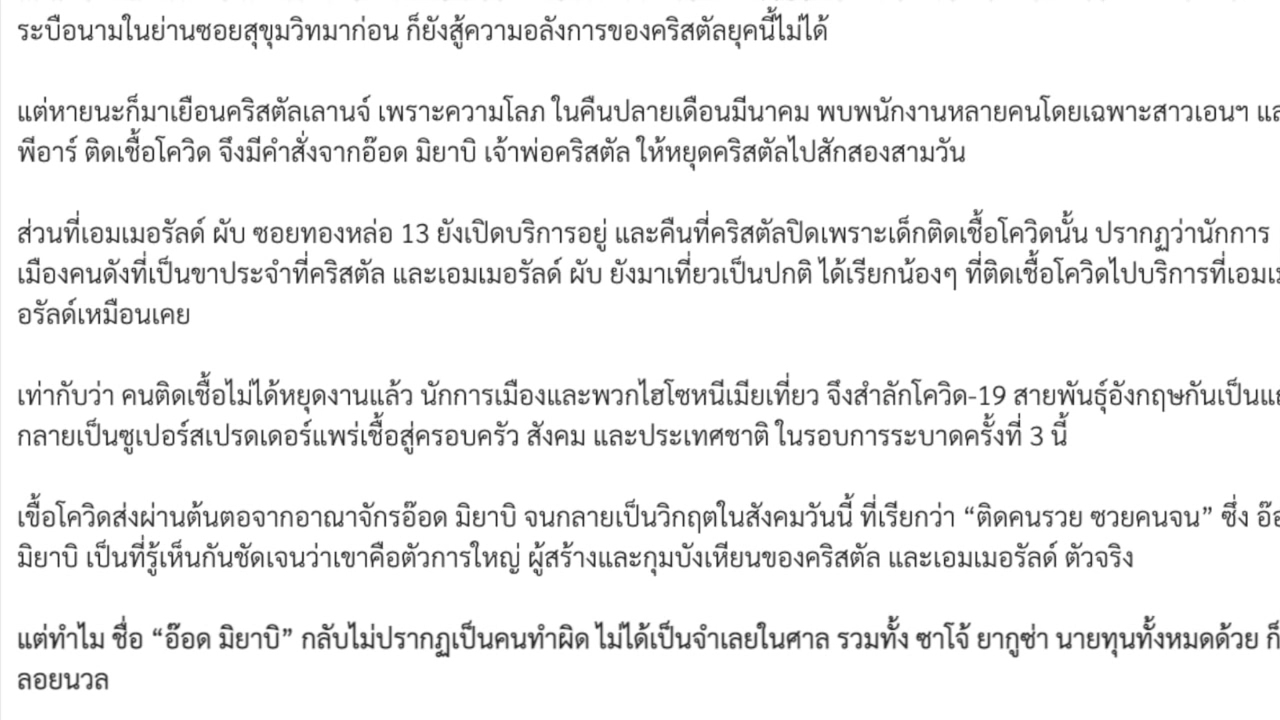 ระบือนามในย่านซอยสุขุมวิทมาก่อน ก็ยังสู้ความอลังการของคริสตัลยุคนี้ไม่ได้
แต่หายนะก็มาเยือนคริสตัลเลานจ์ เพราะความโลภ ในคืนปลายเดือนมีนาคม พบพนักงานหลายคนโดยเฉพาะสาวเอนฯ
พีอาร์ ติดเชื้อโควิด จึงมีคำสั่งจากอ๊อด มิยาบิ เจ้าพ่อคริสตัล ให้หยุดคริสตัลไปสักสองสามวัน
ส่วนที่เอมเมอรัลด์ ผับ ซอยทองหล่อ 13 ยังเปิดบริการอยู่ และคืนที่คริสตัลปิดเพราะเด็กติดเชื้อโควิดนั้น ปรากฏว่านักการ
เมืองคนดังที่เป็นขาประจำที่คริสตัล และเอมเมอรัลด์ ผับ ยังมาเที่ยวเป็นปกติ ได้เรียกน้องๆ ที่ติดเชื้อโควิดไปบริการที่เอมเม
อรัลด์เหมือนเคย
เท่ากับว่า คนติดเชื้อไม่ได้หยุดงานแล้ว นักการเมืองและพวกไฮโซหนีเมียเที่ยว จึงสำลักโควิด-19 สายพันธุ์อังกฤษกันเป็น
กลายเป็นซูเปอร์สเปรดเดอร์แพร่เชื้อสู่ครอบครัว สังคม และประเทศชาติ ในรอบการระบาดครั้งที่ 3 นี้
เขื้อโควิดส่งผ่านต้นตอจากอาณาจักรอ๊อด มิยาบิ จนกลายเป็นวิกฤตในสังคมวันนี้ ที่เรียกว่า “ติดคนรวย ซวยคนจน” ซึ่ง
มิยาบิ เป็นที่รู้เห็นกันชัดเจนว่าเขาคือตัวการใหญ่ ผู้สร้างและกุมบังเหียนของคริสตัล และเอมเมอรัลด์ ตัวจริง
แต่ทำไม ชื่อ “อ๊อด มิยาบิ” กลับไม่ปรากฏเป็นคนทำผิด ไม่ได้เป็นจำเลยในศาล รวมทั้ง ซาโจ้ ยากูซ่า นายทุนทั้งหมดด้วย ก็
ลอยนวล